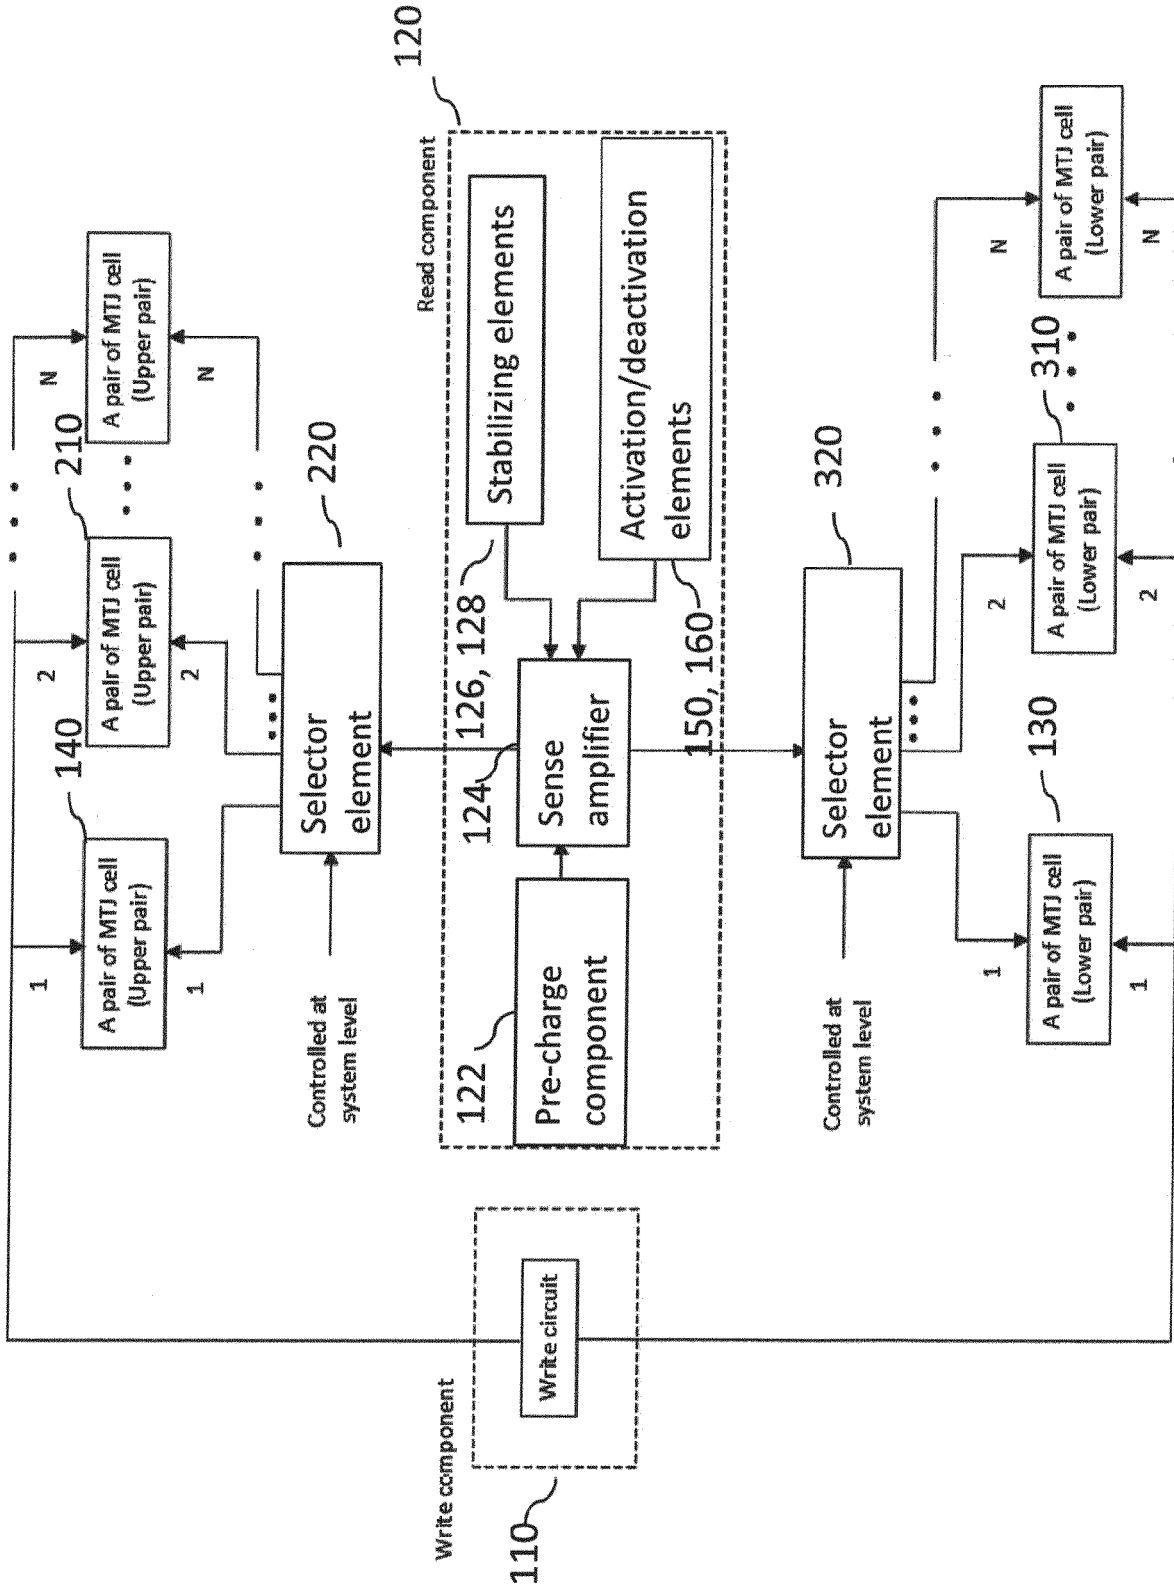 1
2
N
140
210
A pair of MTJ cell
(Upper pair)
A pair of MTJ cell
(Upper pair)
A pair of MTJ cell
(Upper pair)
1
2
N
220
Selector
element
Controlled at
system level
120
Read component
Write component
110
Write circuit
122
Pre-charge
component
124
Sense
amplifier
126, 128
Stabilizing elements
150, 160
Activation/deactivation
elements
320
Selector
element
Controlled at
system level
1
2
N
130
310
A pair of MTJ cell
(Lower pair)
A pair of MTJ cell
(Lower pair)
A pair of MTJ cell
(Lower pair)
1
2
N